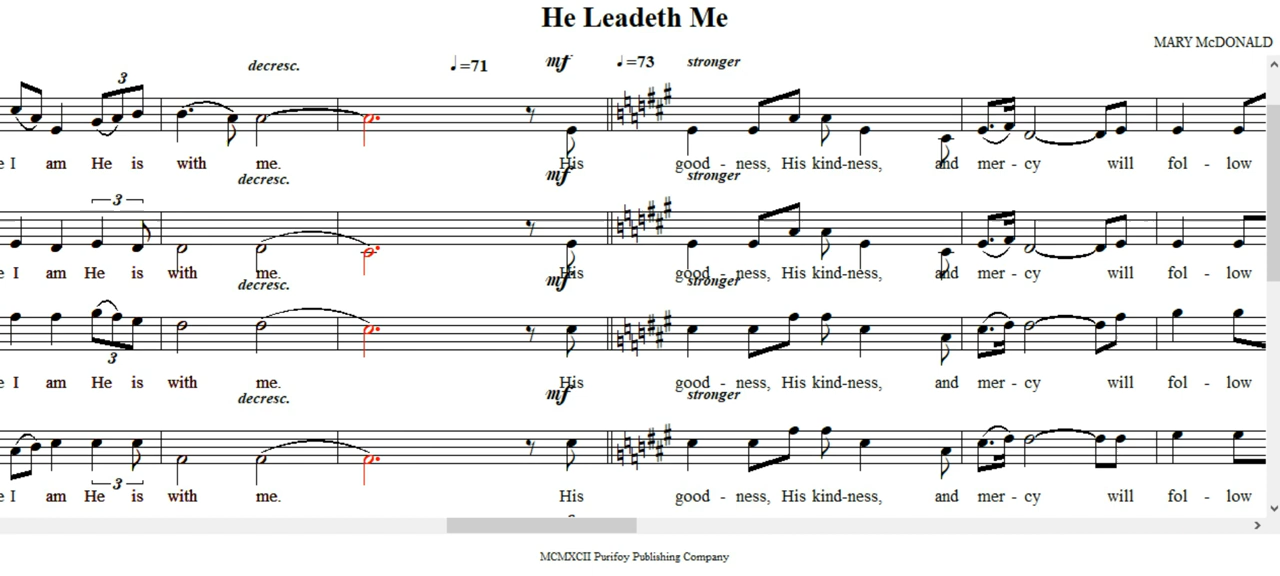 He Leadeth Me
MARY McDONALD
decresc. ♩=71 mf ♩=73 stronger
3
e I am He is with me. His good - ness, His kind-ness, and mer - cy will fol - low
decresc. mf stronger
3
e I am He is with me. His good - ness, His kind-ness, and mer - cy will fol - low
decresc. mf stronger
3
e I am He is with me. His good - ness, His kind-ness, and mer - cy will fol - low
decresc. mf stronger
3
e I am He is with me. His good - ness, His kind-ness, and mer - cy will fol - low
MCMXCII Purifoy Publishing Company